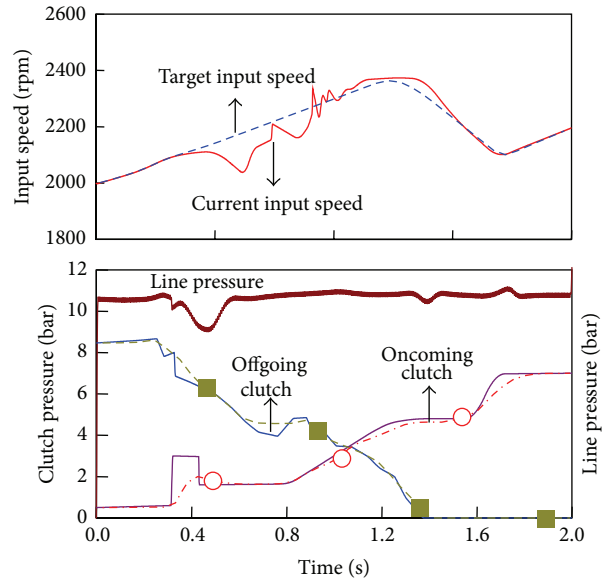 2600
2400
2200
2000
1800
Input speed (rpm)
Target input speed
Current input speed
12
10
8
6
4
2
0
Clutch pressure (bar)
Line pressure
Offgoing
clutch
Oncoming
clutch
Line pressure (bar)
0.0 0.4 0.8 1.2 1.6 2.0
Time (s)